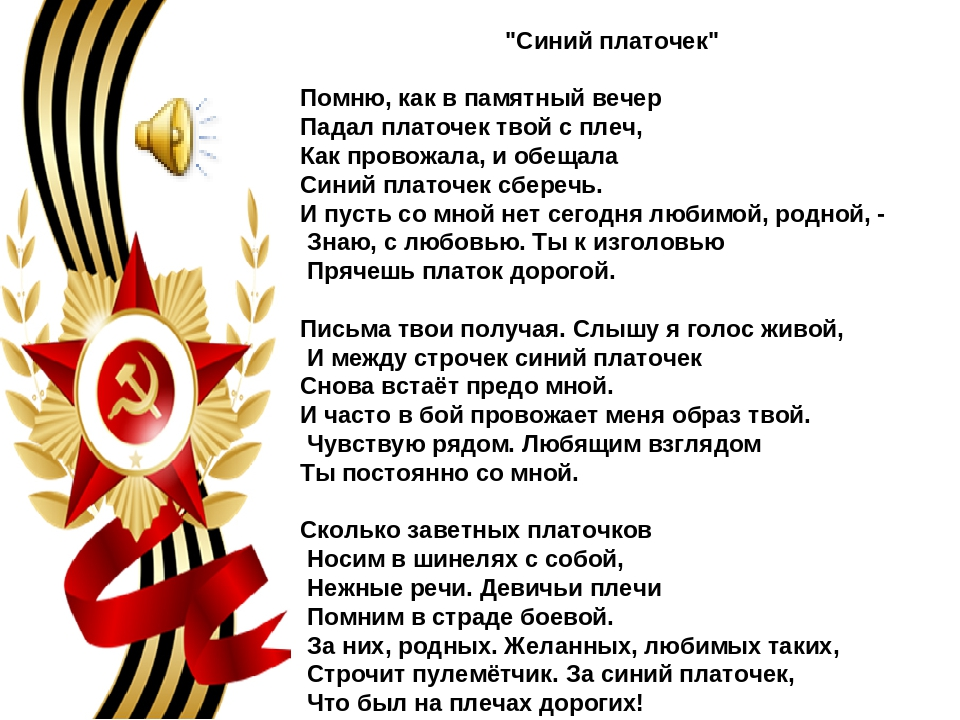 "Синий платочек"
Помню, как в памятный вечер
Падал платочек твой с плеч,
Как провожала, и обещала
Синий платочек сберечь.
И пусть со мной нет сегодня любимой, родной, -
Знаю, с любовью. Ты к изголовью
Прячешь платок дорогой.
Письма твои получая. Слышу я голос живой,
И между строчек синий платочек
Снова встаёт предо мной.
И часто в бой провожает меня образ твой.
Чувствую рядом. Любящим взглядом
Ты постоянно со мной.
Сколько заветных платочков
Носим в шинелях с собой,
Нежные речи. Девичьи плечи
Помним в страде боевой.
За них, родных. Желанных, любимых таких,
Строчит пулемётчик. За синий платочек,
Что был на плечах дорогих!